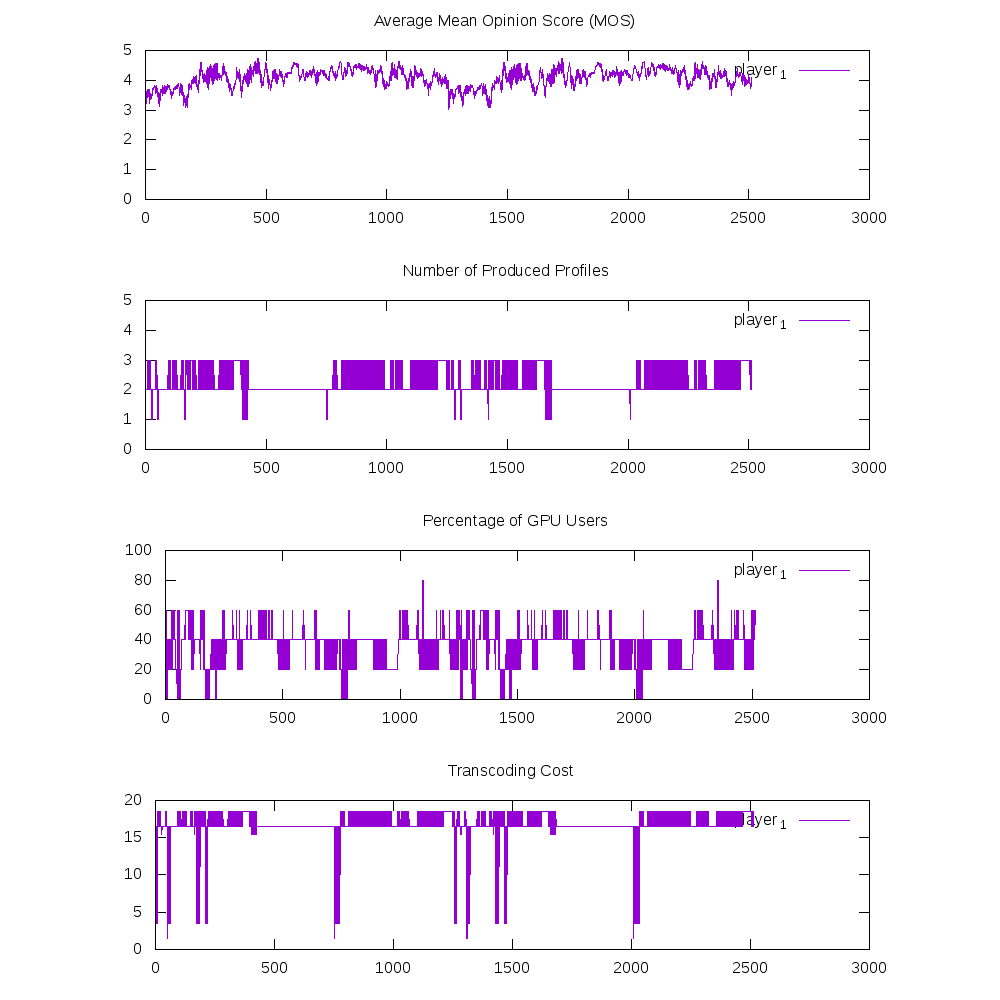 Average Mean Opinion Score (MOS)
5
player 1
4
3
2
1
0
0 500 1000 1500 2000 2500 3000
Number of Produced Profiles
5
player 1
4
3
2
1
0
0 500 1000 1500 2000 2500 3000
Percentage of GPU Users
100
player 1
80
60
40
20
0
0 500 1000 1500 2000 2500 3000
Transcoding Cost
20
player 1
15
10
5
0
0 500 1000 1500 2000 2500 3000